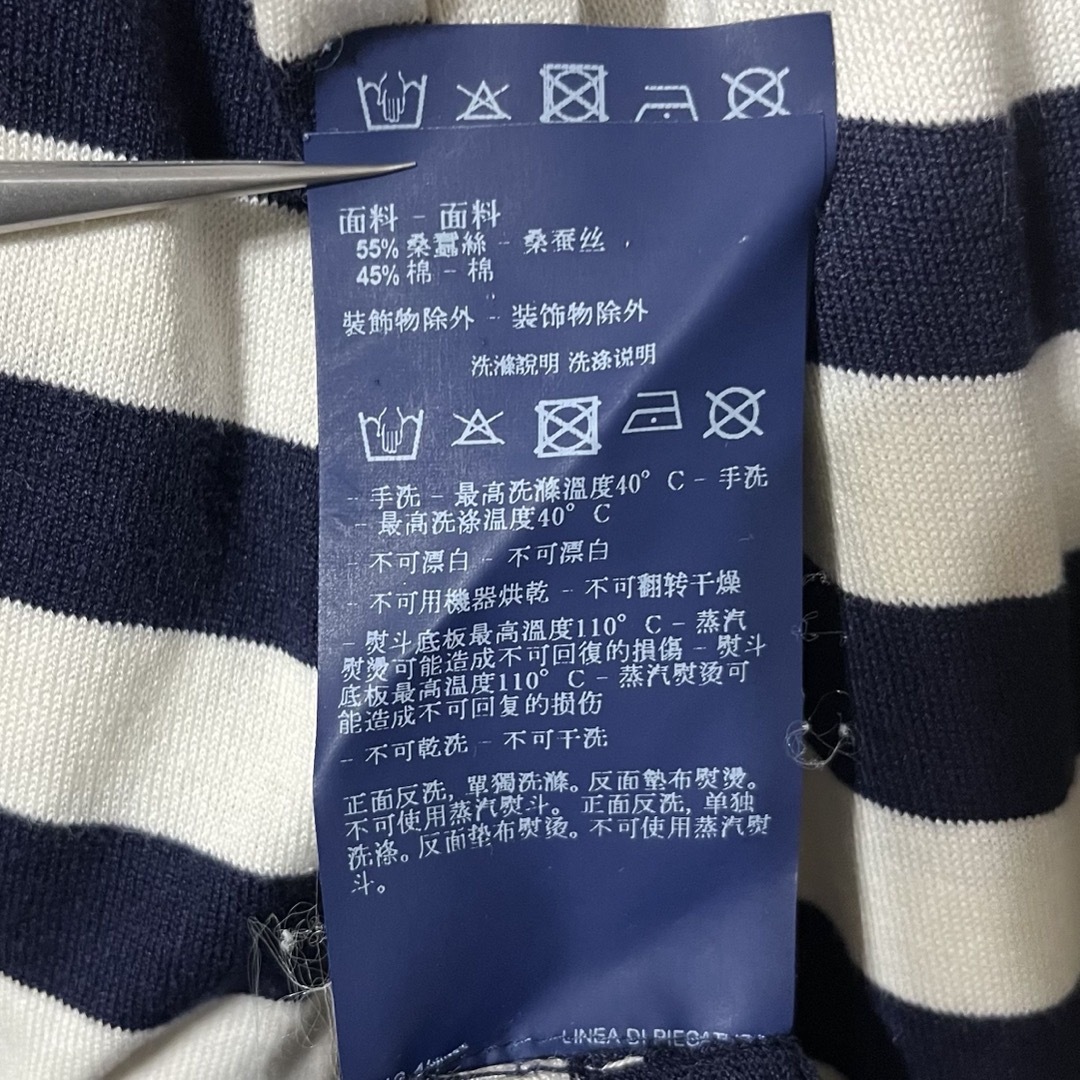 面料 - 面料
55% 桑蠶絲 - 桑蚕丝
45% 棉 - 棉
裝飾物除外 - 装饰物除外
洗滌說明 洗涤说明
- 手洗 - 最高洗滌溫度40° C - 手洗
- 最高洗涤温度40° C
- 不可漂白 - 不可漂白
- 不可用機器烘乾 - 不可翻转干燥
- 熨斗底板最高溫度110° C - 蒸汽
熨燙可能造成不可回復的損傷 - 熨斗
底板最高温度110° C - 蒸汽熨烫可
能造成不可回复的损伤
- 不可乾洗 - 不可干洗
正面反洗, 單獨洗滌。反面墊布熨燙。
不可使用蒸汽熨斗。 正面反洗, 单独
洗涤。反面垫布熨烫。不可使用蒸汽熨
斗。
LINEA DI